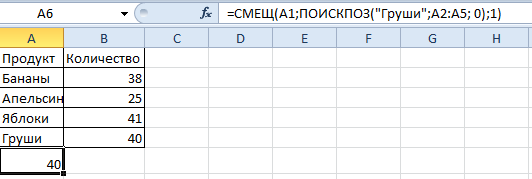 A6 fx =СМЕЩ(A1;ПОИСКПОЗ("Груши";A2:A5; 0);1)
A B C D E F G H
Продукт Количество
Бананы 38
Апельсин 25
Яблоки 41
Груши 40
40